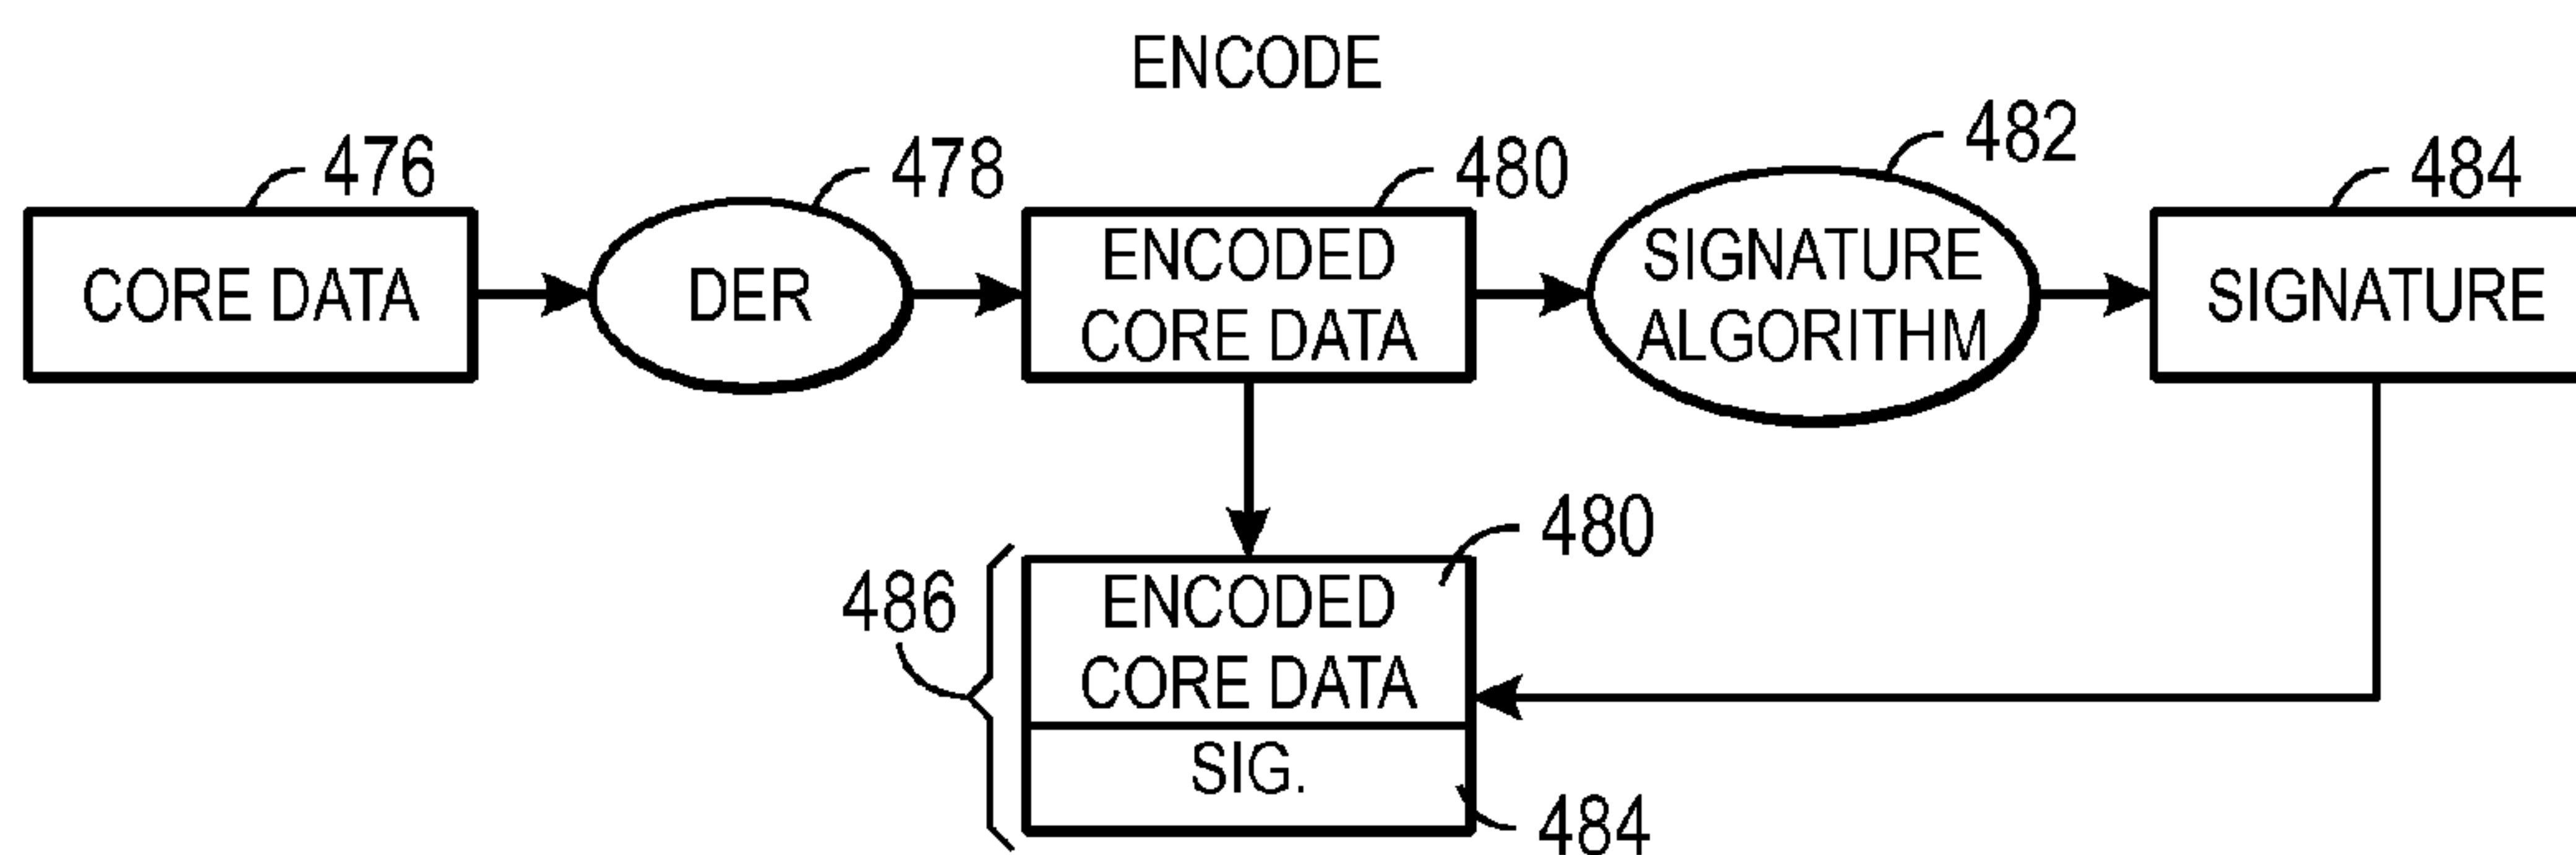 ENCODE
476
478
480
482
484
CORE DATA
DER
ENCODED
CORE DATA
SIGNATURE
ALGORITHM
SIGNATURE
480
486
ENCODED
CORE DATA
SIG.
484